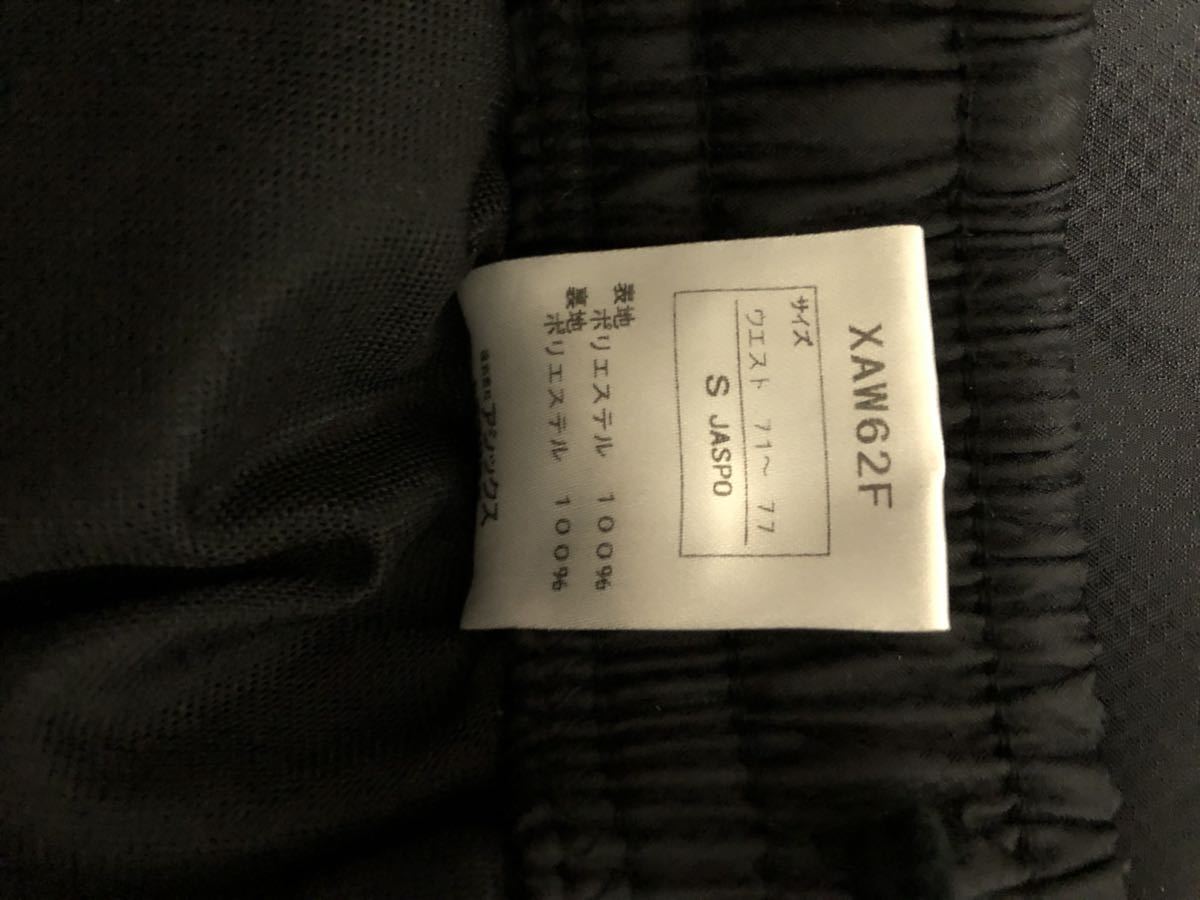 XAW62F
サイズ
ウエスト 71〜 77
S JASPO
表地
ポリエステル 100%
裏地
ポリエステル 100%
アシックス